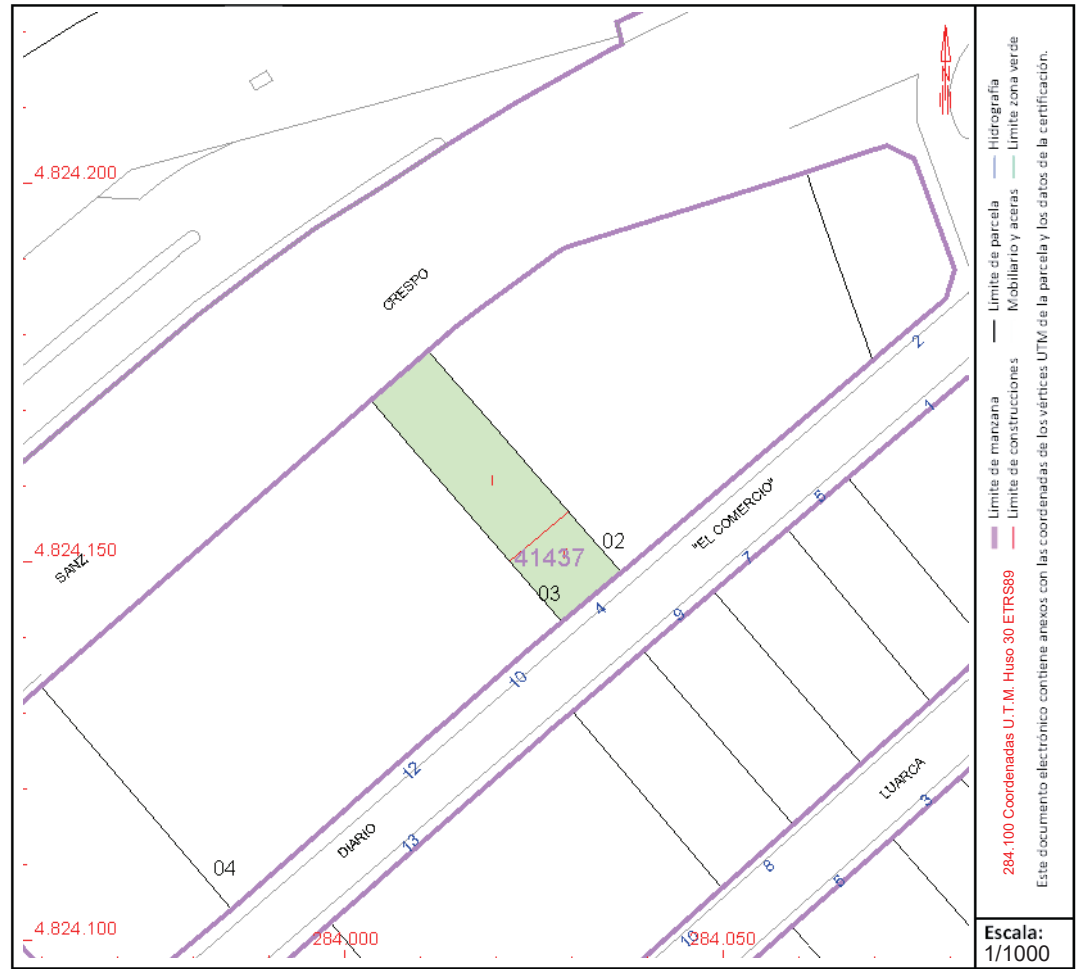 4.824.200
CRESPO
2
1
"EL COMERCIO"
5
4.824.150
SANZ
I
02
41437
03
7
4
9
10
12
LUARCA
3
DIARIO
13
8
5
04
4.824.100
284.000
10
284.050
Límite de manzana
Límite de parcela
Hidrografía
284.100 Coordenadas U.T.M. Huso 30 ETRS89
Límite de construcciones
Mobiliario y aceras
Límite zona verde
Este documento electrónico contiene anexos con las coordenadas de los vértices UTM de la parcela y los datos de la certificación.
Escala:
1/1000